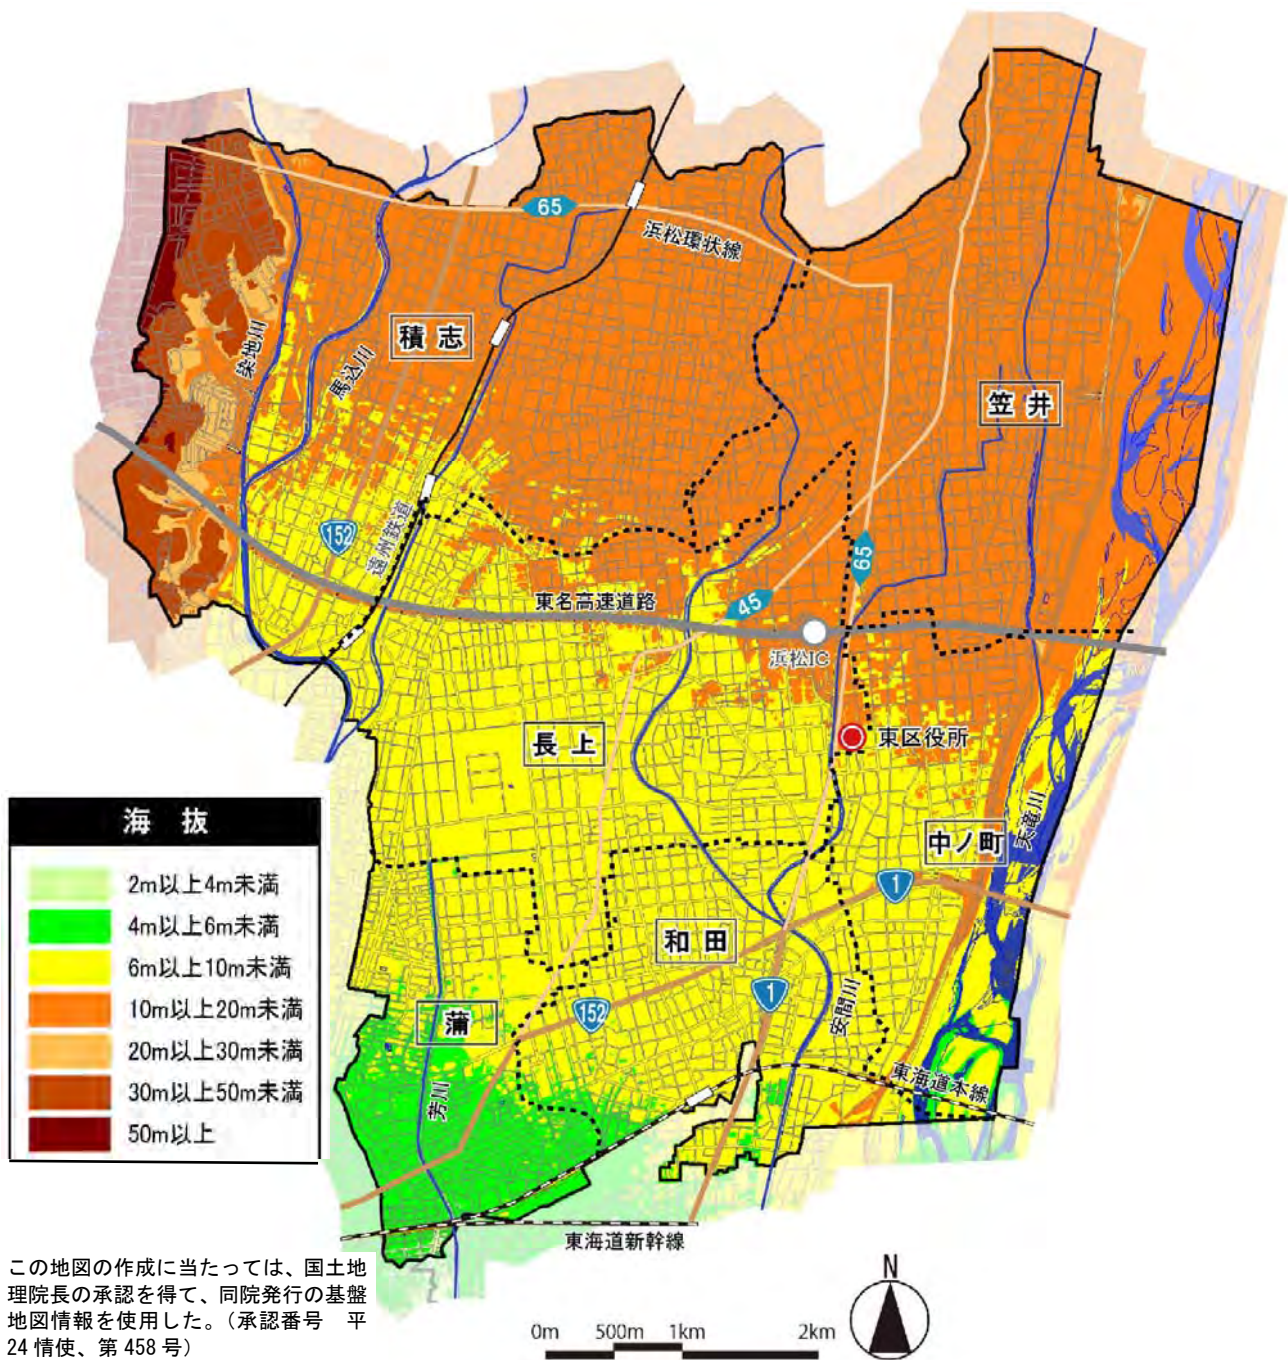 65
浜松環状線
積志
染地川
馬込川
笠井
152
遠州鉄道
65
45
東名高速道路
浜松IC
長上
東区役所
海抜
2m以上4m未満
4m以上6m未満
6m以上10m未満
10m以上20m未満
20m以上30m未満
30m以上50m未満
50m以上
天竜川
中ノ町
1
和田
1
152
蒲
安間川
芳川
東海道本線
東海道新幹線
この地図の作成に当たっては、国土地
理院長の承認を得て、同院発行の基盤
地図情報を使用した。（承認番号　平
24情使、第458号）
N
0m 500m 1km 2km